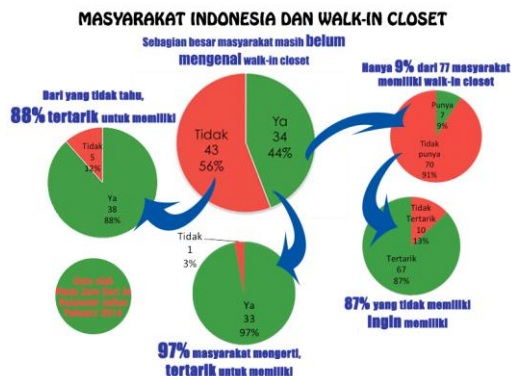 MASYARAKAT INDONESIA DAN WALK-IN CLOSET
Sebagian besar masyarakat masih belum
mengenal walk-in closet
Hanya 9% dari 77 masyarakat
memiliki walk-in closet
Dari yang tidak tahu,
88% tertarik untuk memiliki
Tidak
43
56%
Ya
34
44%
Punya
7
9%
Tidak
punya
70
91%
Tidak
5
12%
Ya
38
88%
Tidak
1
3%
Ya
33
97%
Tidak
Tertarik
10
13%
Tertarik
67
87%
87% yang tidak memiliki
Ingin memiliki
97% masyarakat mengerti,
tertarik untuk memiliki